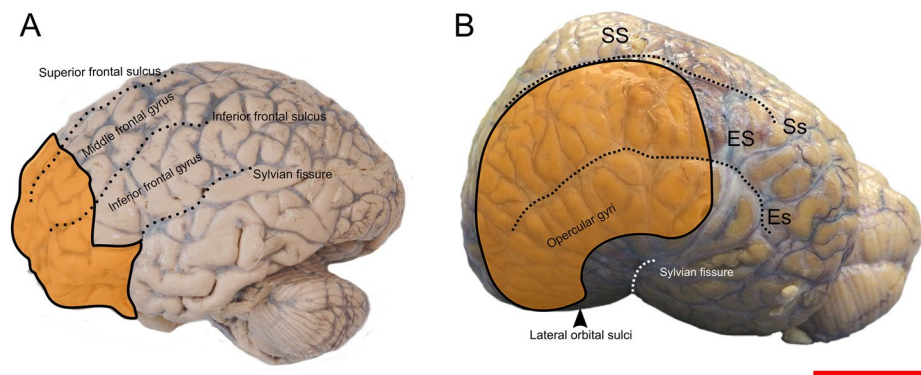 A
B
SS
Superior frontal sulcus
Middle frontal gyrus
Inferior frontal sulcus
Inferior frontal gyrus
Sylvian fissure
Ss
ES
Es
Opercular gyri
Sylvian fissure
Lateral orbital sulci